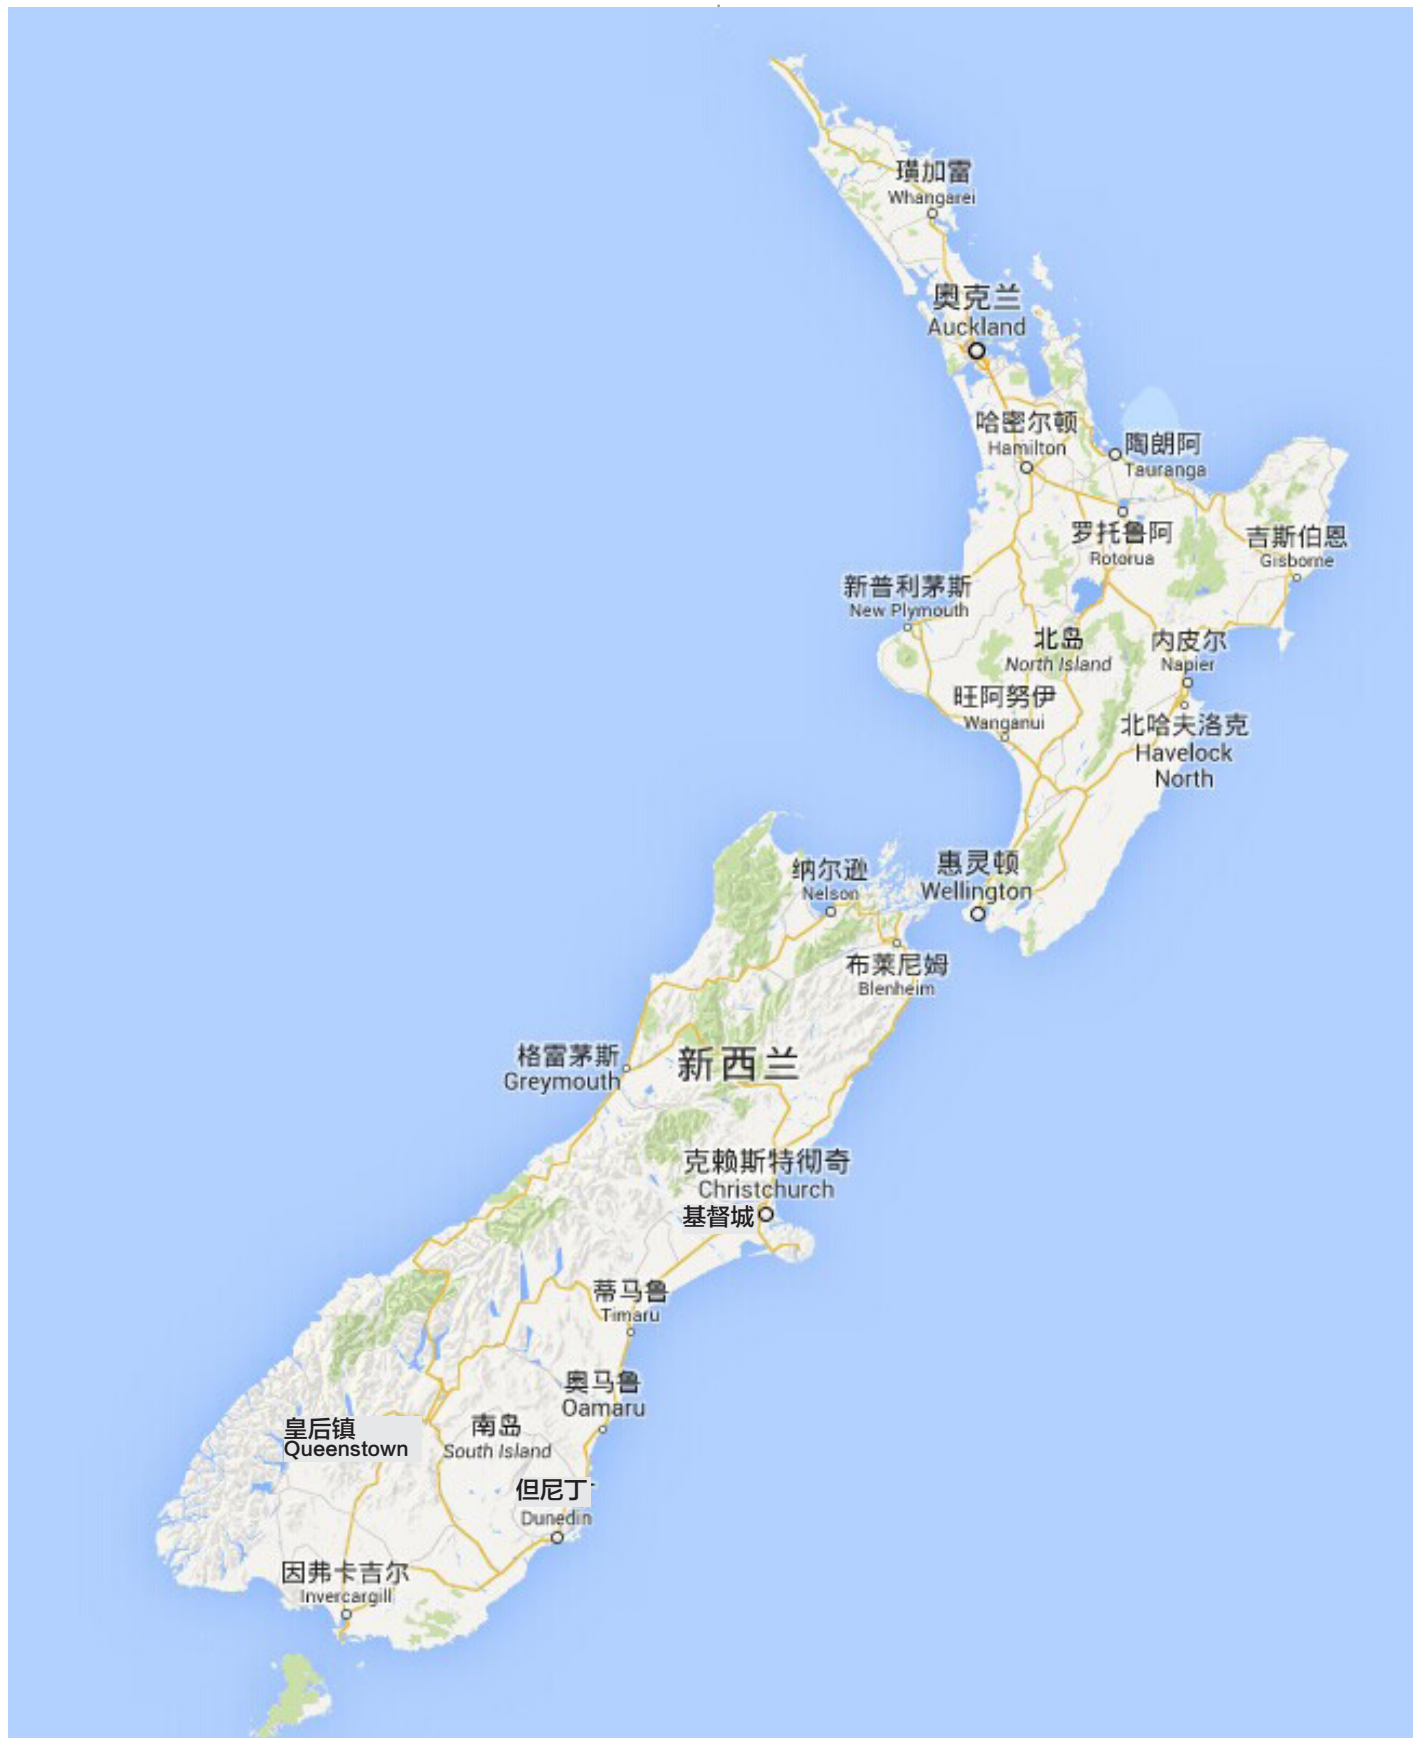 璜加雷
Whangarei
奥克兰
Auckland
哈密尔顿
Hamilton
陶朗阿
Tauranga
罗托鲁阿
Rotorua
吉斯伯恩
Gisborne
新普利茅斯
New Plymouth
北岛
North Island
内皮尔
Napier
旺阿努伊
Wanganui
北哈夫洛克
Havelock
North
纳尔逊
Nelson
惠灵顿
Wellington
布莱尼姆
Blenheim
格雷茅斯
Greymouth
新西兰
克赖斯特彻奇
Christchurch
基督城
蒂马鲁
Timaru
奥马鲁
Oamaru
皇后镇
Queenstown
南岛
South Island
但尼丁
Dunedin
因弗卡吉尔
Invercargill